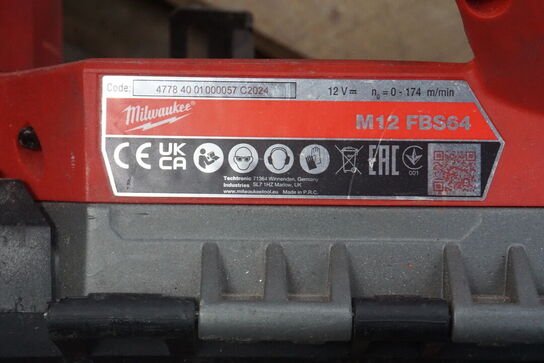 Code: 4778 40 01 000057 C2024 12 V⎓ n₀ = 0 - 174 m/min
Milwaukee
M12 FBS64
CE UK CA EAC 001
Techtronic 71364 Winnenden, Germany
Industries SL7 1HZ Marlow, UK
www.milwaukeetool.eu Made in P.R.C.